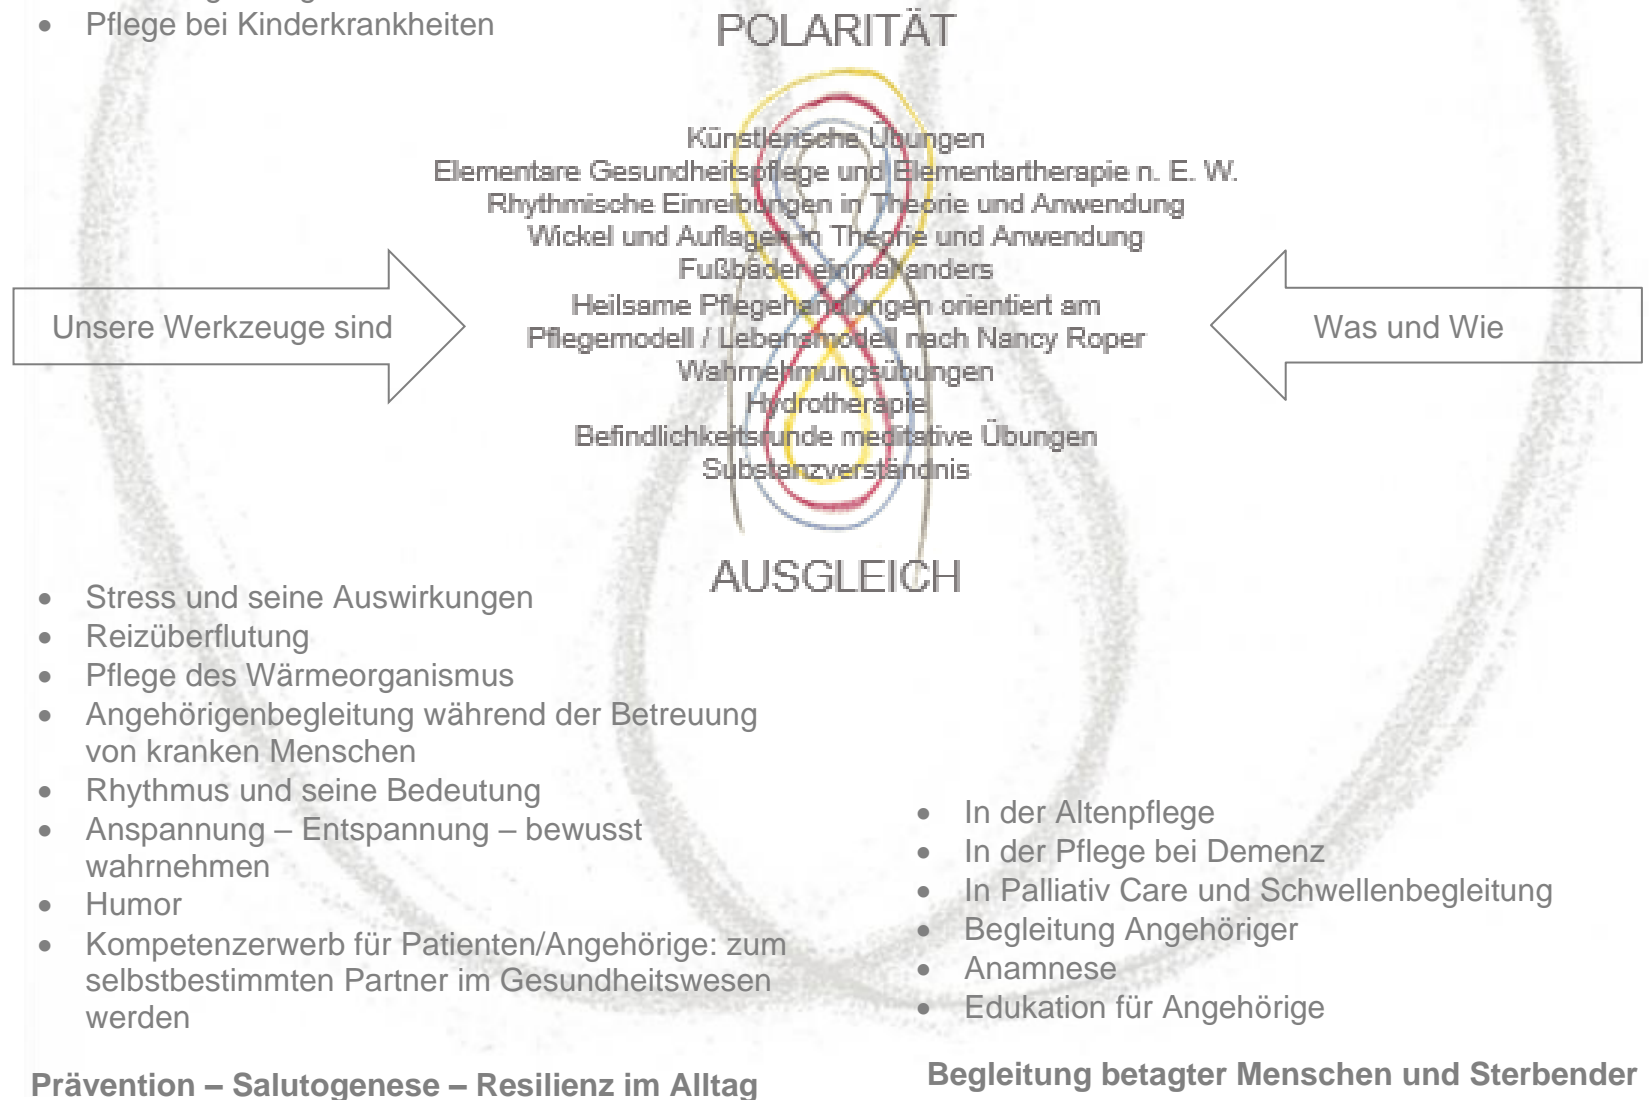 Pflege bei Kinderkrankheiten
POLARITÄT
Künstlerische Übungen
Elementare Gesundheitspflege und Elementartherapie n. E. W.
Rhythmische Einreibungen in Theorie und Anwendung
Wickel und Auflagen in Theorie und Anwendung
Fußbäder einmal anders
Heilsame Pflegehandlungen orientiert am
Pflegemodell / Lebensmodell nach Nancy Roper
Wahrnehmungsübungen
Hydrotherapie
Befindlichkeitsrunde meditative Übungen
Substanzverständnis
Unsere Werkzeuge sind
Was und Wie
AUSGLEICH
• Stress und seine Auswirkungen
• Reizüberflutung
• Pflege des Wärmeorganismus
• Angehörigenbegleitung während der Betreuung
von kranken Menschen
• Rhythmus und seine Bedeutung
• Anspannung – Entspannung – bewusst
wahrnehmen
• Humor
• Kompetenzerwerb für Patienten/Angehörige: zum
selbstbestimmten Partner im Gesundheitswesen
werden
Prävention – Salutogenese – Resilienz im Alltag
• In der Altenpflege
• In der Pflege bei Demenz
• In Palliativ Care und Schwellenbegleitung
• Begleitung Angehöriger
• Anamnese
• Edukation für Angehörige
Begleitung betagter Menschen und Sterbender